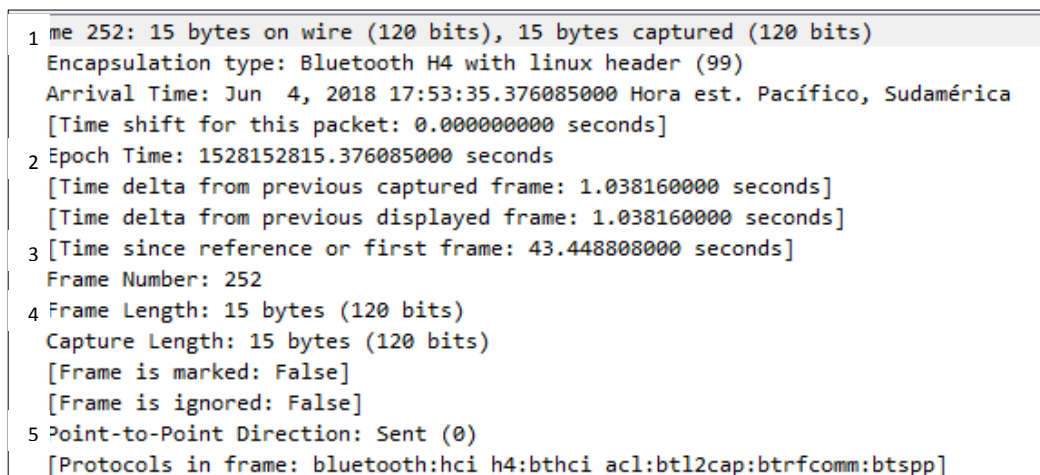 1 me 252: 15 bytes on wire (120 bits), 15 bytes captured (120 bits)
Encapsulation type: Bluetooth H4 with linux header (99)
Arrival Time: Jun 4, 2018 17:53:35.376085000 Hora est. Pacífico, Sudamérica
[Time shift for this packet: 0.000000000 seconds]
2 Epoch Time: 1528152815.376085000 seconds
[Time delta from previous captured frame: 1.038160000 seconds]
[Time delta from previous displayed frame: 1.038160000 seconds]
3 [Time since reference or first frame: 43.448808000 seconds]
Frame Number: 252
4 Frame Length: 15 bytes (120 bits)
Capture Length: 15 bytes (120 bits)
[Frame is marked: False]
[Frame is ignored: False]
5 Point-to-Point Direction: Sent (0)
[Protocols in frame: bluetooth:hci_h4:bthci_acl:btl2cap:btrfcomm:btspp]